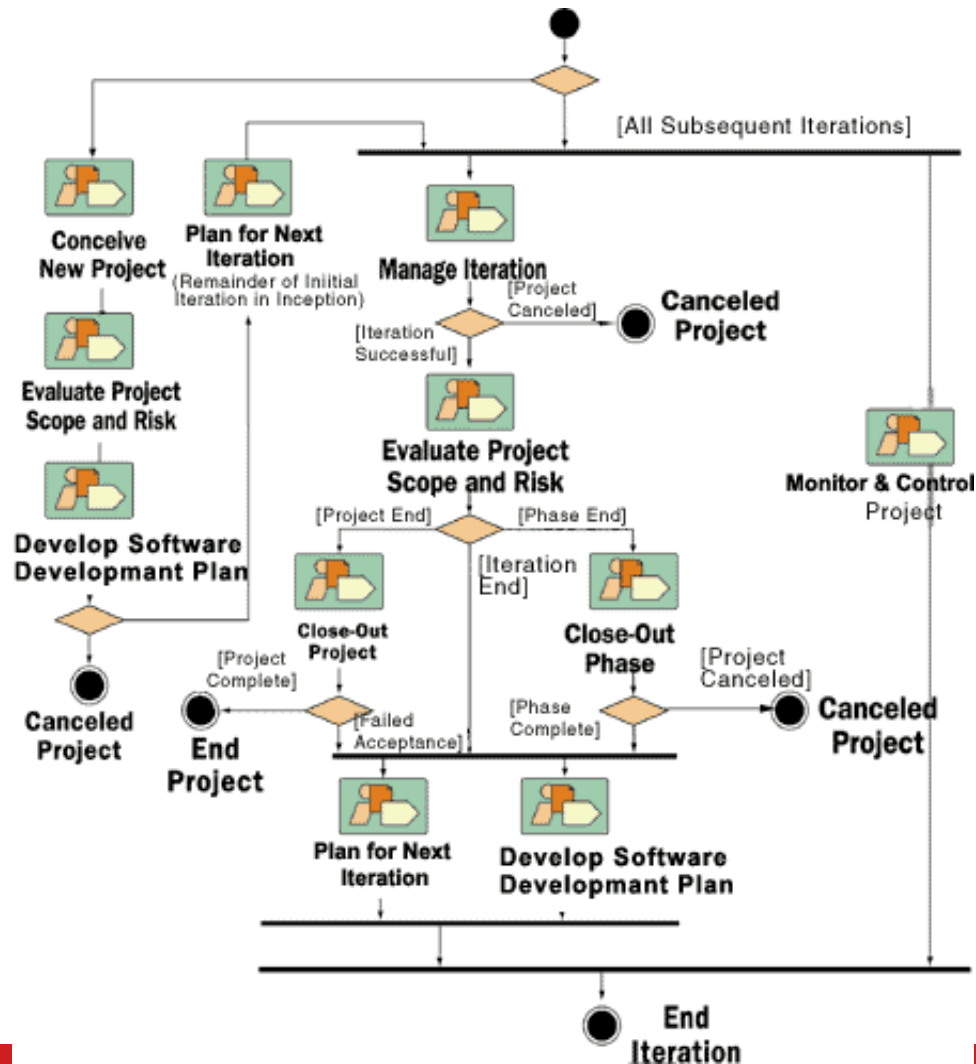 [All Subsequent Iterations]
Conceive
New Project
Plan for Next
Iteration
(Remainder of Iniitial
Iteration in Inception)
Manage Iteration
[Project
Canceled]
Canceled
Project
[Iteration
Successful]
Evaluate Project
Scope and Risk
Evaluate Project
Scope and Risk
Monitor & Control
Project
[Project End]
[Phase End]
Develop Software
Developmant Plan
[Iteration
End]
Close-Out
Project
Close-Out
Phase
[Project
Complete]
[Project
Canceled]
Canceled
Project
End
Project
[Failed
Acceptance]
[Phase
Complete]
Canceled
Project
Plan for Next
Iteration
Develop Software
Developmant Plan
End
Iteration